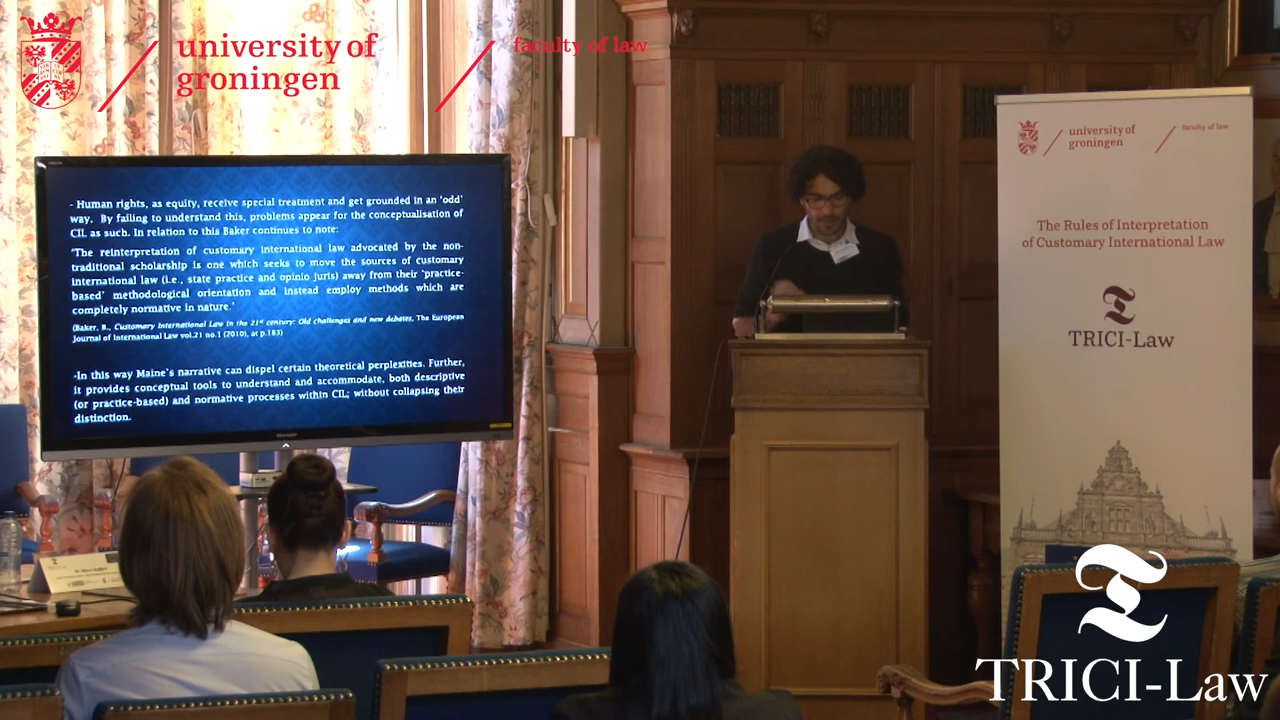 university of
groningen
faculty of law
- Human rights, as equity, receive special treatment and get grounded in an 'odd'
way. By failing to understand this, problems appear for the conceptualisation of
CIL as such. In relation to this Baker continues to note:
'The reinterpretation of customary international law advocated by the non-
traditional scholarship is one which seeks to move the sources of customary
international law (i.e., state practice and opinio juris) away from their 'practice-
based' methodological orientation and instead employ methods which are
completely normative in nature.'
(Baker, B., Customary International Law in the 21st century: Old challenges and new debates, The European
Journal of International Law vol.21 no.1 (2010), at p.183)
-In this way Maine's narrative can dispel certain theoretical perplexities. Further,
it provides conceptual tools to understand and accommodate, both descriptive
(or practice-based) and normative processes within CIL; without collapsing their
distinction.
university of
groningen
faculty of law
The Rules of Interpretation
of Customary International Law
TRICI-Law
TRICI-Law